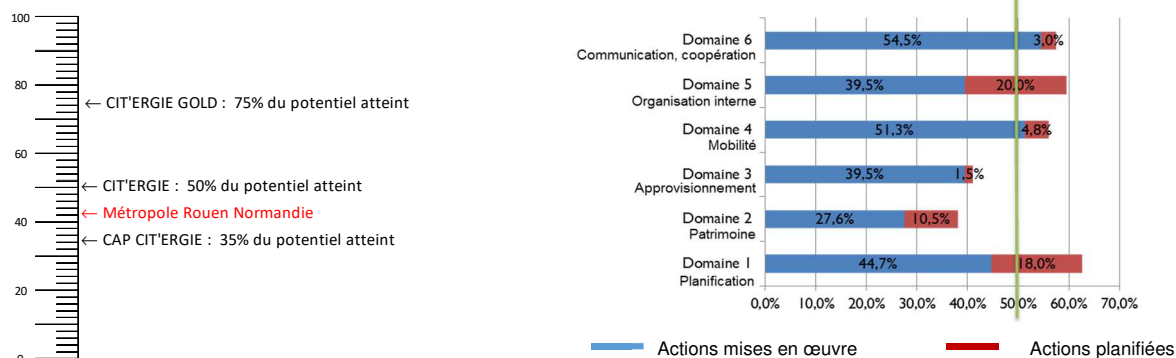 100
80
60
40
20
0
← CIT'ERGIE GOLD : 75% du potentiel atteint
← CIT'ERGIE : 50% du potentiel atteint
← Métropole Rouen Normandie
← CAP CIT'ERGIE : 35% du potentiel atteint
Domaine 6
Communication, coopération
54,5%
3,0%
Domaine 5
Organisation interne
39,5%
20,0%
Domaine 4
Mobilité
51,3%
4,8%
Domaine 3
Approvisionnement
39,5%
1,5%
Domaine 2
Patrimoine
27,6%
10,5%
Domaine 1
Planification
44,7%
18,0%
0,0% 10,0% 20,0% 30,0% 40,0% 50,0% 60,0% 70,0%
Actions mises en œuvre
Actions planifiées